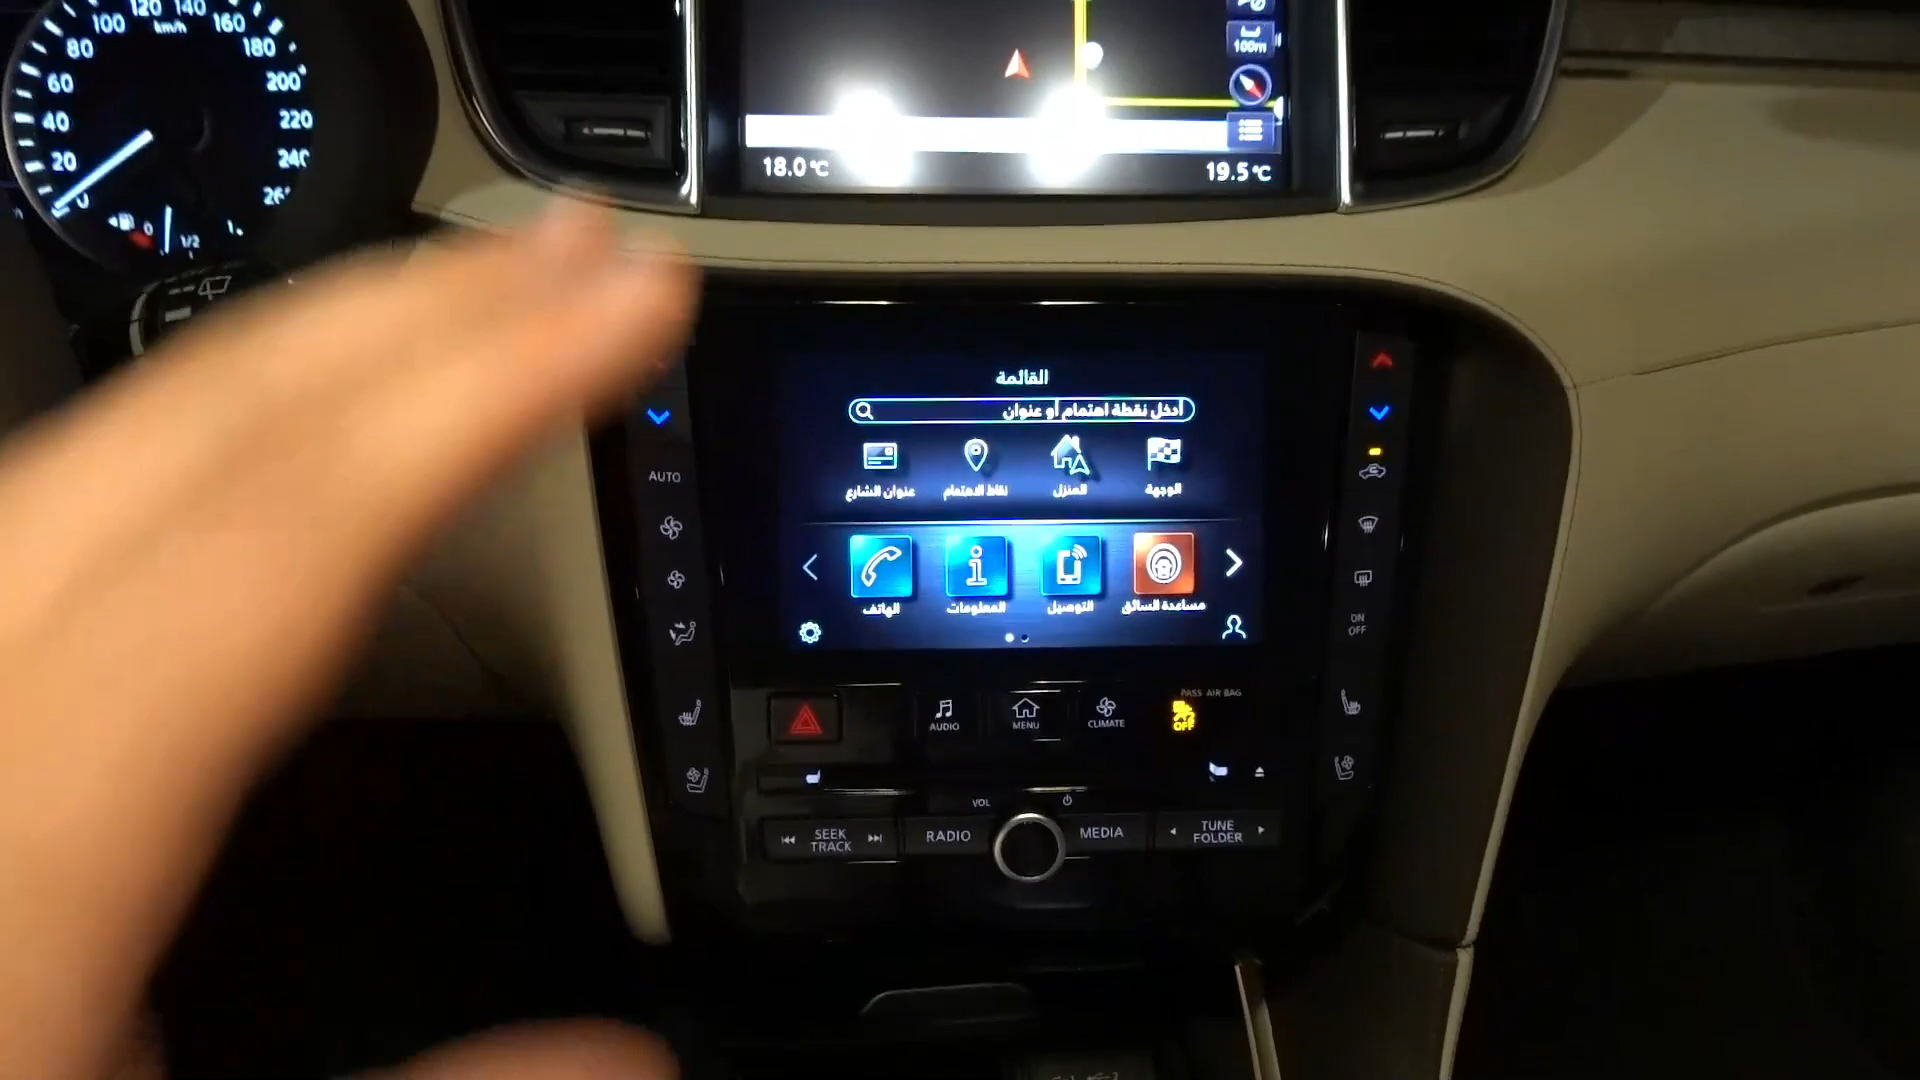 120 140
100 km/h 160
80 180
60 200
40 220
20 240
0
0 1/2 1
100m
18.0 °C 19.5 °C
القائمة
أدخل نقطة اهتمام أو عنوان
الوجهة المنزل نقاط الاهتمام عنوان الشارع
مساعدة السائق التوصيل المعلومات الهاتف
AUTO
ON
OFF
PASS AIR BAG
OFF
AUDIO MENU CLIMATE
VOL
SEEK
TRACK
RADIO MEDIA
TUNE
FOLDER